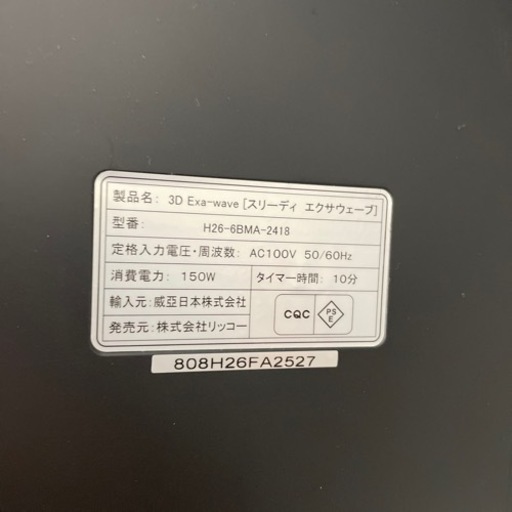 製品名: 3D Exa-wave [スリーディ エクサウェーブ]
型番: H26-6BMA-2418
定格入力電圧・周波数: AC100V 50/60Hz
消費電力: 150W タイマー時間: 10分
輸入元: 威亞日本株式会社
発売元: 株式会社リッコー
CQC PSE
808H26FA2527